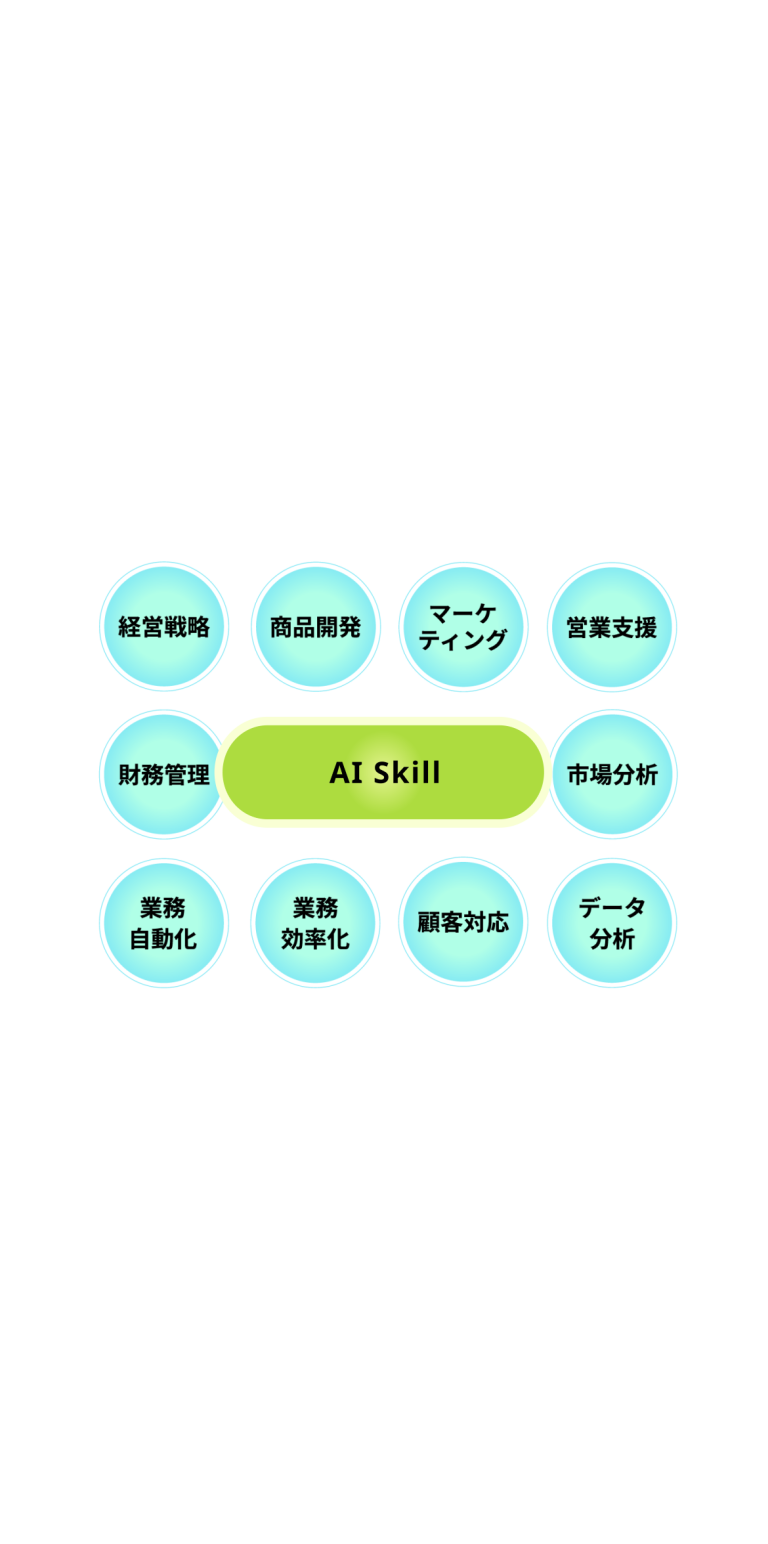 経営戦略
商品開発
マーケ
ティング
営業支援
財務管理
AI Skill
市場分析
業務
自動化
業務
効率化
顧客対応
データ
分析